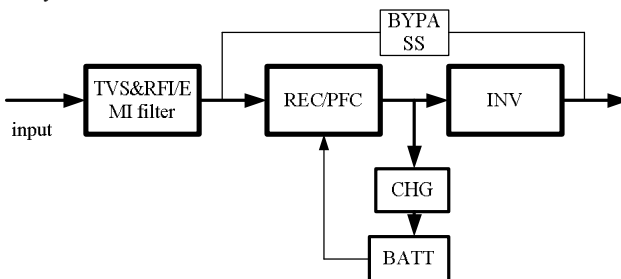 BYPA
SS
TVS&RFI/E
MI filter
REC/PFC
INV
input
CHG
BATT